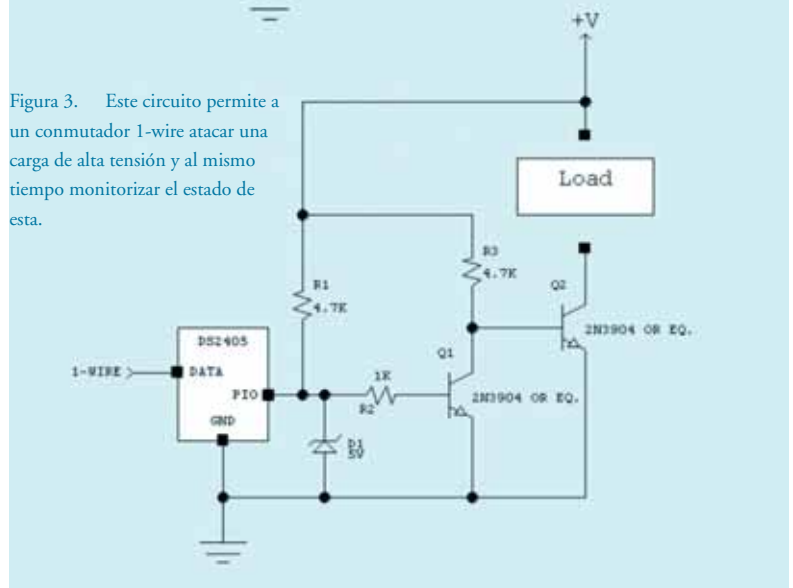 +V
Figura 3. Este circuito permite a
un conmutador 1-wire atacar una
carga de alta tensión y al mismo
tiempo monitorizar el estado de
esta.
Load
R3
4.7K
R1
4.7K
Q2
2N3904 OR EQ.
DS2405
Q1
1-WIRE
DATA
1K
PIO
R2
2N3904 OR EQ.
GND
D1
5V